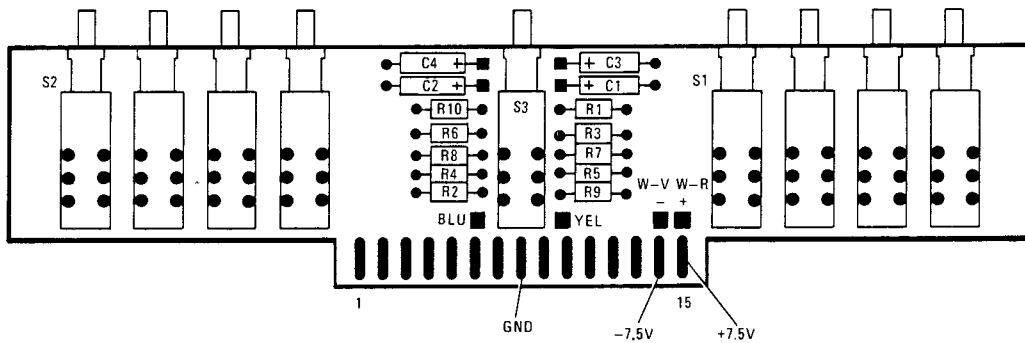 S2
C4 +
+ C3
S1
C2 +
+ C1
R10
S3
R1
R6
R3
R8
R7
R4
R5
R2
R9
W-V W-R
- +
BLU
YEL
1
15
GND
-7.5V
+7.5V